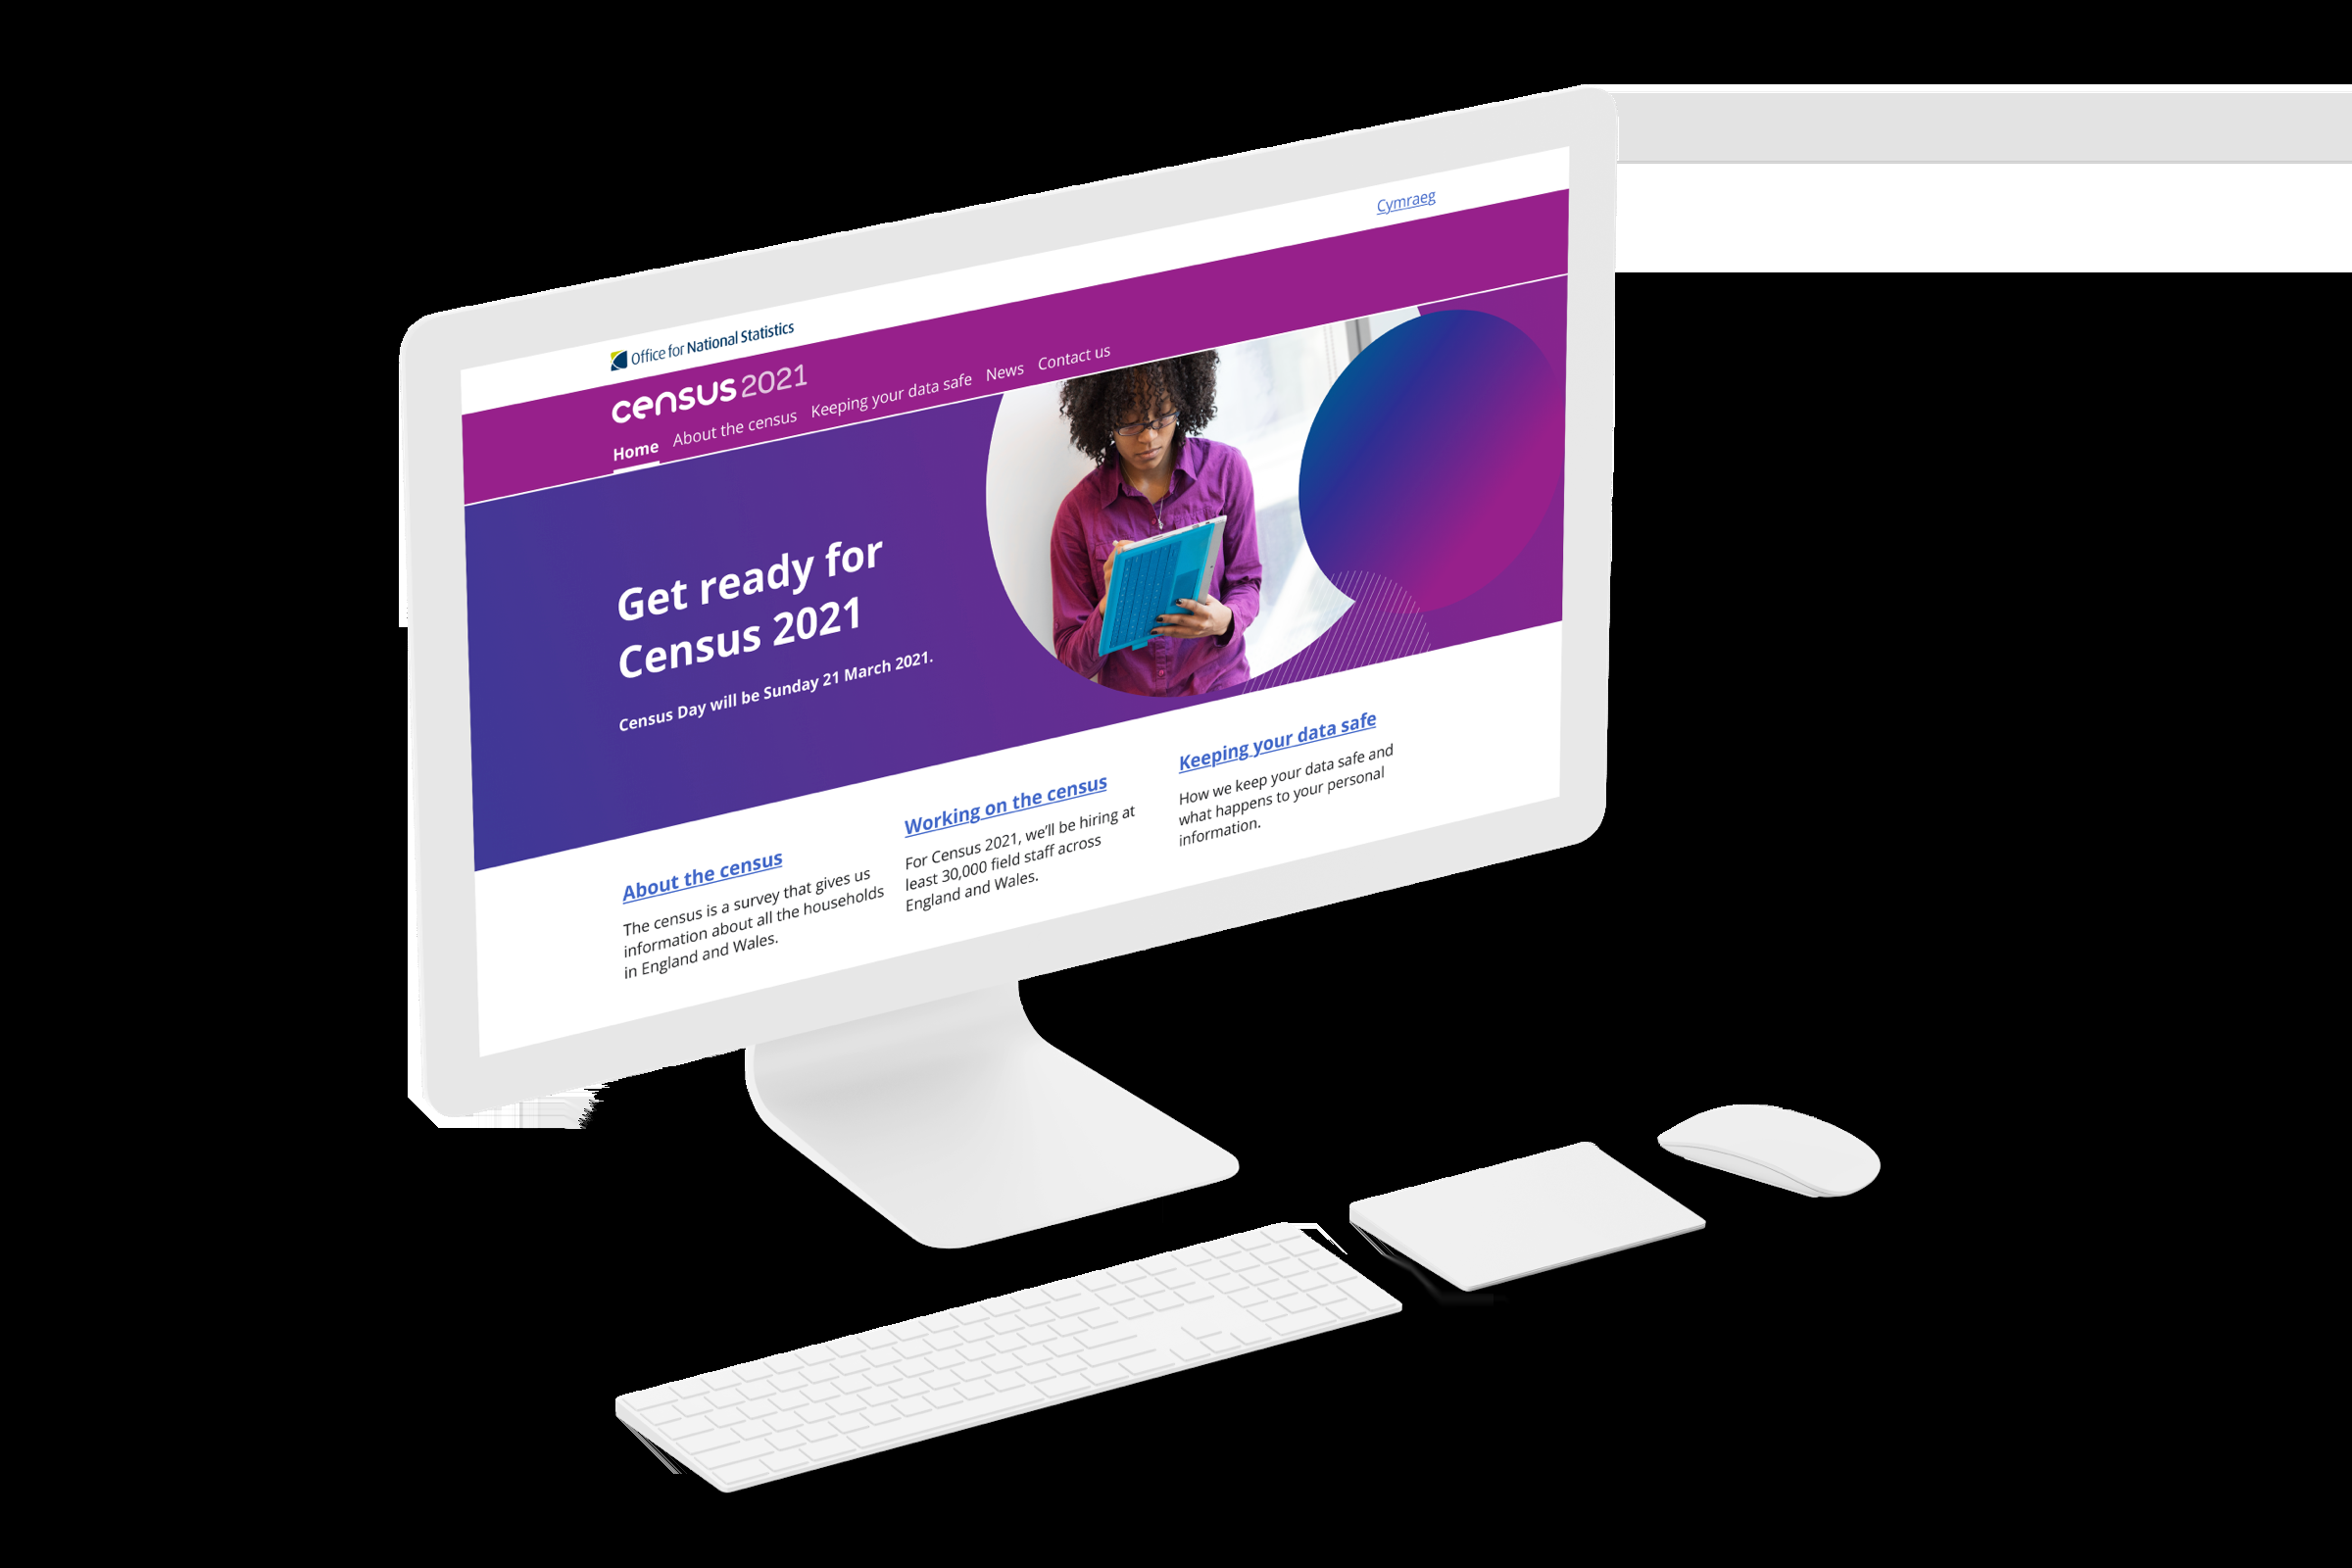 Cymraeg
Office for National Statistics
census 2021
Home About the census Keeping your data safe News Contact us
Get ready for
Census 2021
Census Day will be Sunday 21 March 2021.
About the census
The census is a survey that gives us
information about all the households
in England and Wales.
Working on the census
For Census 2021, we’ll be hiring at
least 30,000 field staff across
England and Wales.
Keeping your data safe
How we keep your data safe and
what happens to your personal
information.